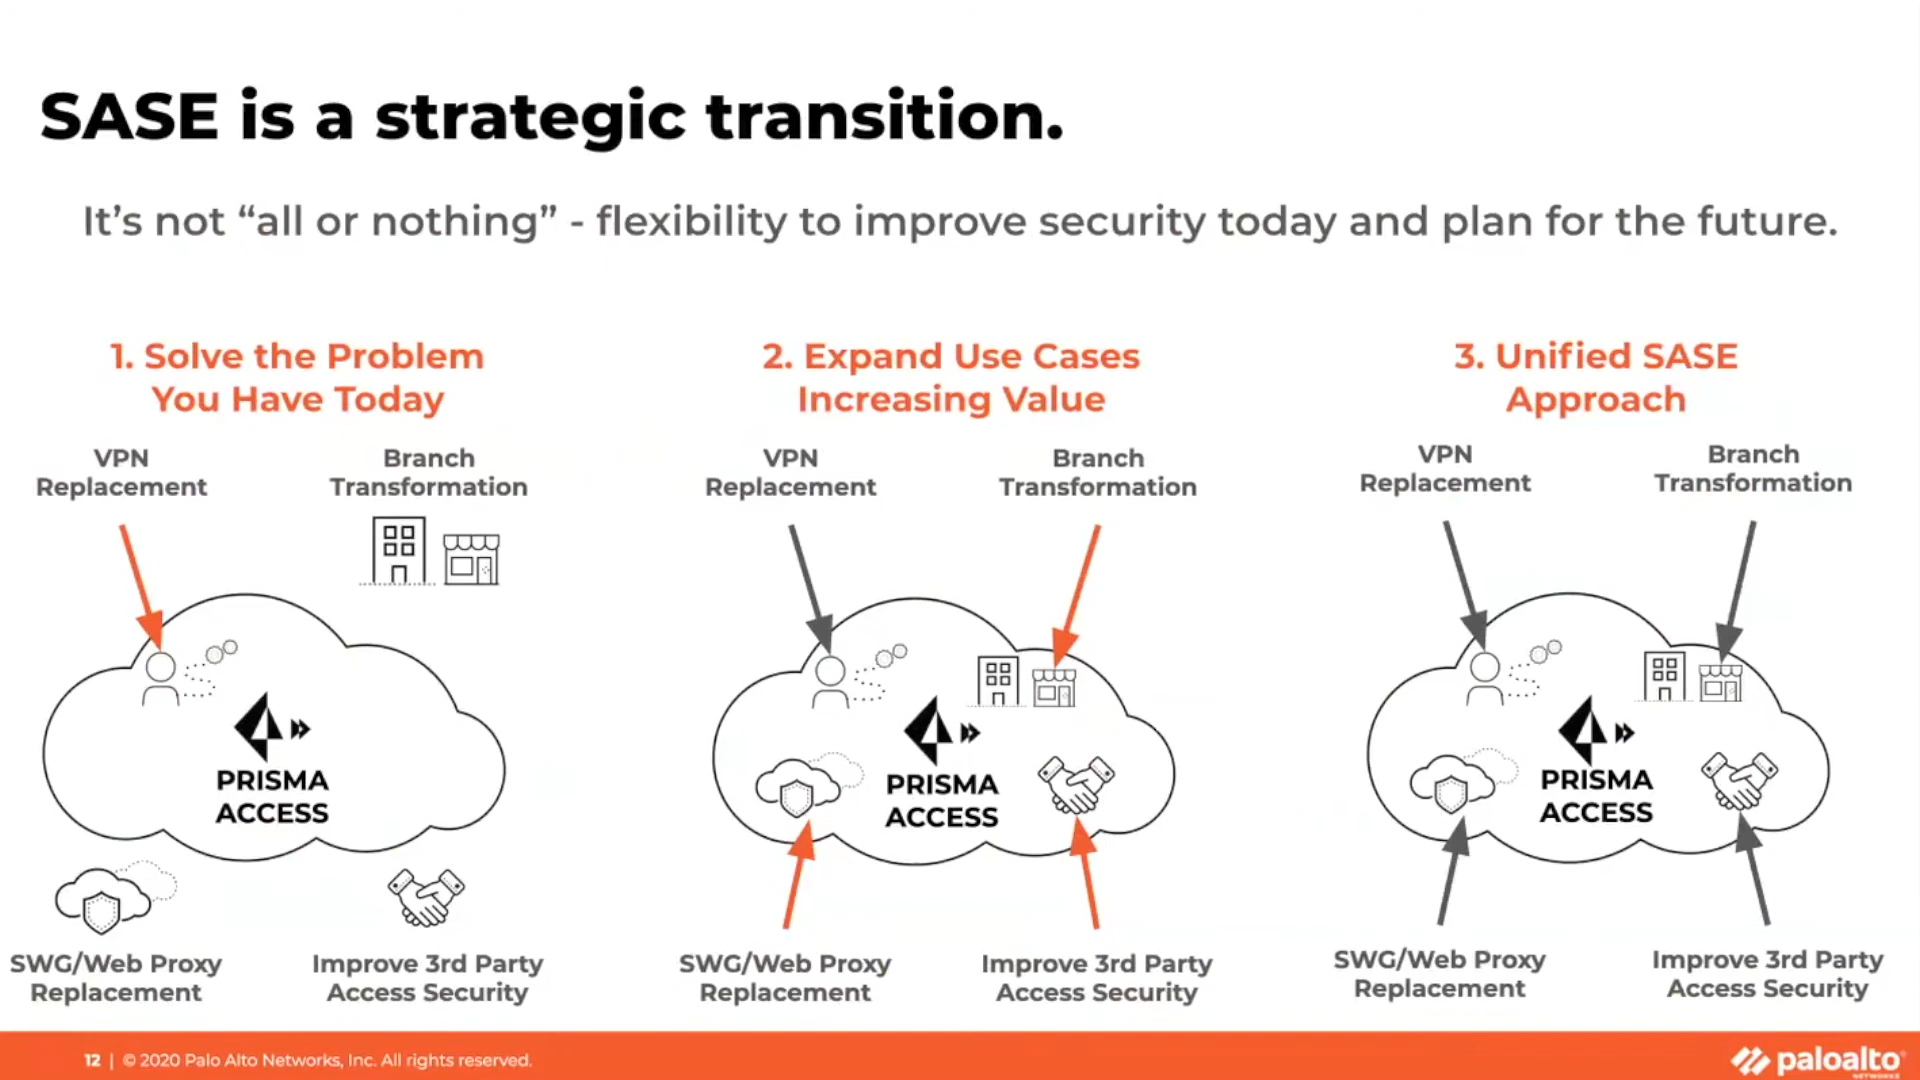 SASE is a strategic transition.
It's not “all or nothing” - flexibility to improve security today and plan for the future.
1. Solve the Problem
You Have Today
VPN
Replacement
Branch
Transformation
PRISMA
ACCESS
SWG/Web Proxy
Replacement
Improve 3rd Party
Access Security
2. Expand Use Cases
Increasing Value
VPN
Replacement
Branch
Transformation
PRISMA
ACCESS
SWG/Web Proxy
Replacement
Improve 3rd Party
Access Security
3. Unified SASE
Approach
VPN
Replacement
Branch
Transformation
PRISMA
ACCESS
SWG/Web Proxy
Replacement
Improve 3rd Party
Access Security
12 | © 2020 Palo Alto Networks, Inc. All rights reserved.
paloalto
NETWORKS